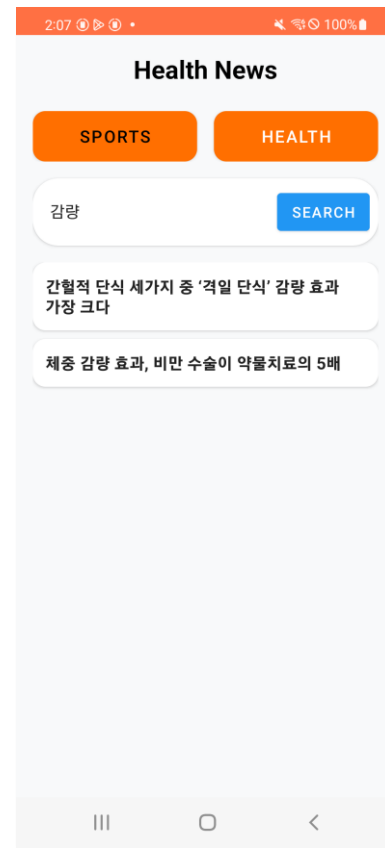 2:07 100%
Health News
SPORTS HEALTH
감량 SEARCH
간헐적 단식 세가지 중 ‘격일 단식’ 감량 효과
가장 크다
체중 감량 효과, 비만 수술이 약물치료의 5배